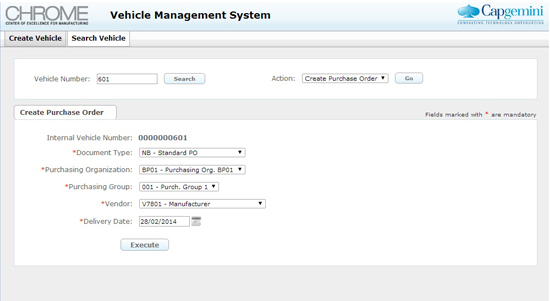 CHROME
CENTER OF EXCELLENCE FOR MANUFACTURING
Vehicle Management System
Capgemini
CONSULTING.TECHNOLOGY.OUTSOURCING
Create Vehicle Search Vehicle
Vehicle Number: 601 Search Action: Create Purchase Order Go
Create Purchase Order
Fields marked with * are mandatory
Internal Vehicle Number: 0000000601
*Document Type: NB - Standard PO
*Purchasing Organization: BP01 - Purchasing Org. BP01
*Purchasing Group: 001 - Purch. Group 1
*Vendor: V7801 - Manufacturer
*Delivery Date: 28/02/2014
Execute